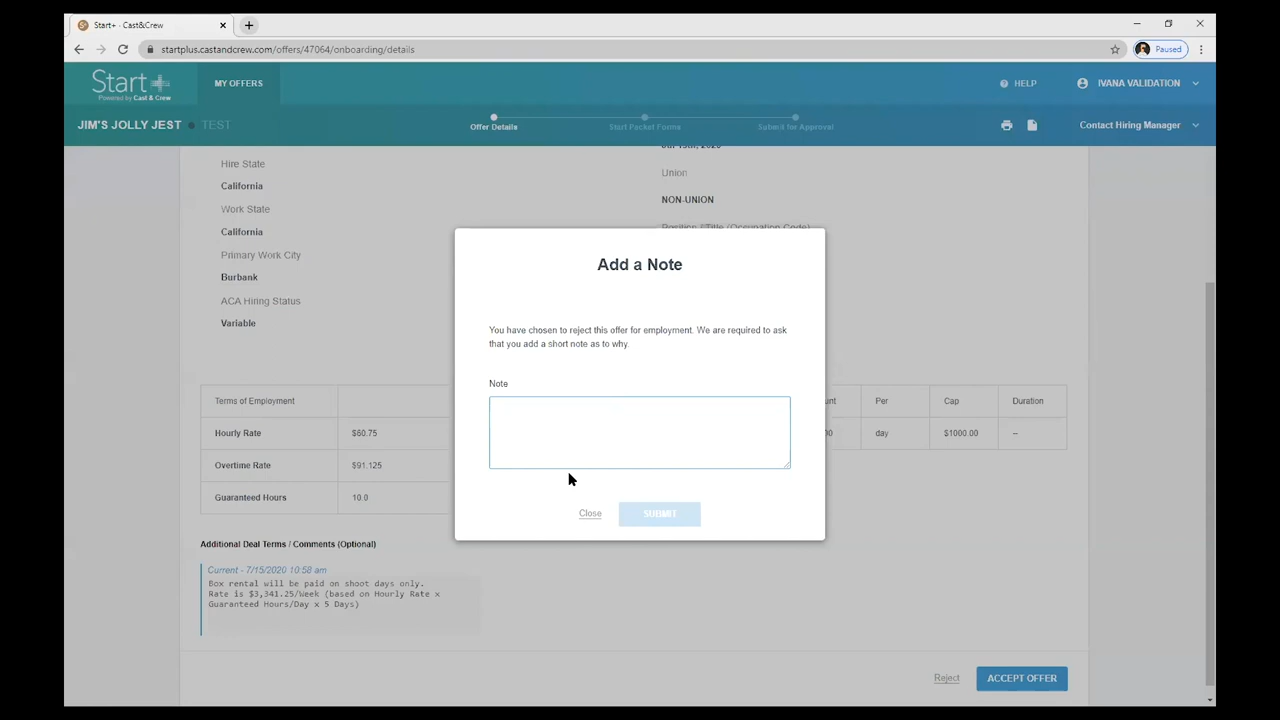 Start+ - Cast&Crew
startplus.castandcrew.com/offers/47064/onboarding/details
Paused
Start+
Powered by Cast & Crew
MY OFFERS
HELP
IVANA VALIDATION
JIM'S JOLLY JEST
TEST
Offer Details
Start Packet Forms
Submit for Approval
Contact Hiring Manager
Hire State
California
Work State
California
Primary Work City
Burbank
ACA Hiring Status
Variable
Jul 15th, 2020
Union
NON-UNION
Position / Title (Occupation Code)
Add a Note
You have chosen to reject this offer for employment. We are required to ask
that you add a short note as to why.
Note
Close
SUBMIT
Terms of Employment
Hourly Rate
$60.75
Overtime Rate
$91.125
Guaranteed Hours
10.0
Per
Cap
Duration
day
$1000.00
--
Additional Deal Terms / Comments (Optional)
Current - 7/15/2020 10:58 am
Box rental will be paid on shoot days only.
Rate is $3,341.25/Week (based on Hourly Rate x
Guaranteed Hours/Day x 5 Days)
Reject
ACCEPT OFFER